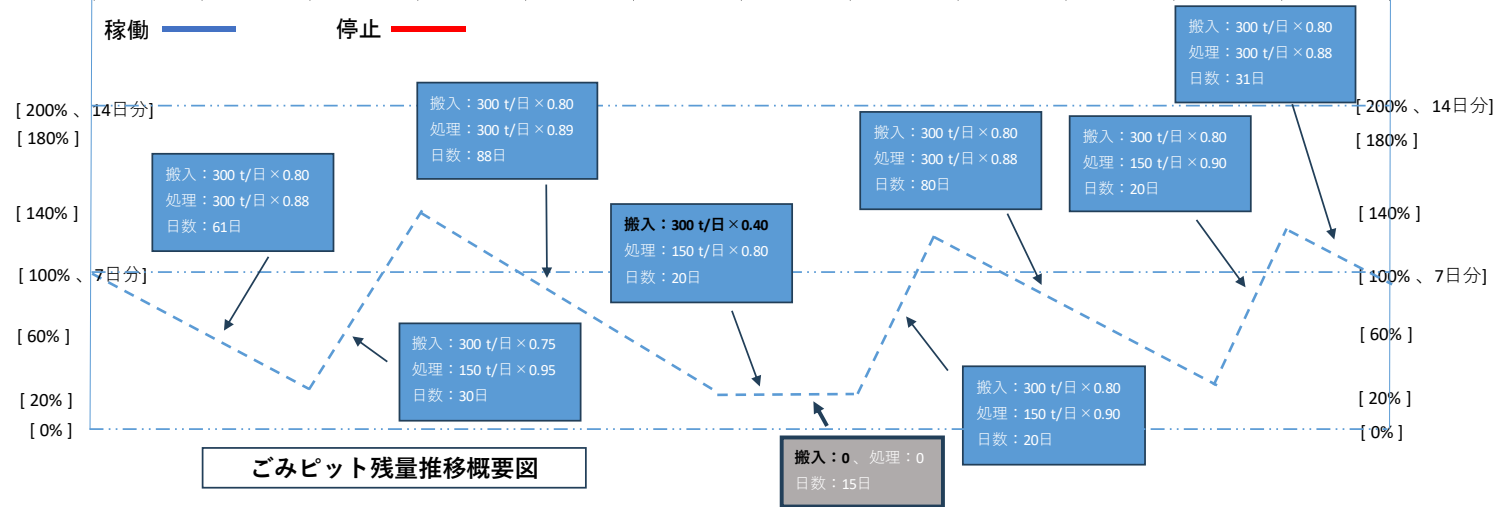 稼働
停止
搬入：300 t/日×0.80
処理：300 t/日×0.88
日数：31日
搬入：300 t/日×0.80
処理：300 t/日×0.89
日数：88日
[ 200% 、14日分]
[ 200% 、14日分]
搬入：300 t/日×0.80
処理：300 t/日×0.88
日数：80日
搬入：300 t/日×0.80
処理：150 t/日×0.90
日数：20日
[ 180% ]
[ 180% ]
搬入：300 t/日×0.80
処理：300 t/日×0.88
日数：61日
[ 140% ]
[ 140% ]
搬入：300 t/日×0.40
処理：150 t/日×0.80
日数：20日
[ 100% 、7日分]
[ 100% 、7日分]
[ 60% ]
[ 60% ]
搬入：300 t/日×0.75
処理：150 t/日×0.95
日数：30日
搬入：300 t/日×0.80
処理：150 t/日×0.90
日数：20日
[ 20% ]
[ 20% ]
[ 0% ]
[ 0% ]
搬入：0 、処理：0
日数：15日
ごみピット残量推移概要図